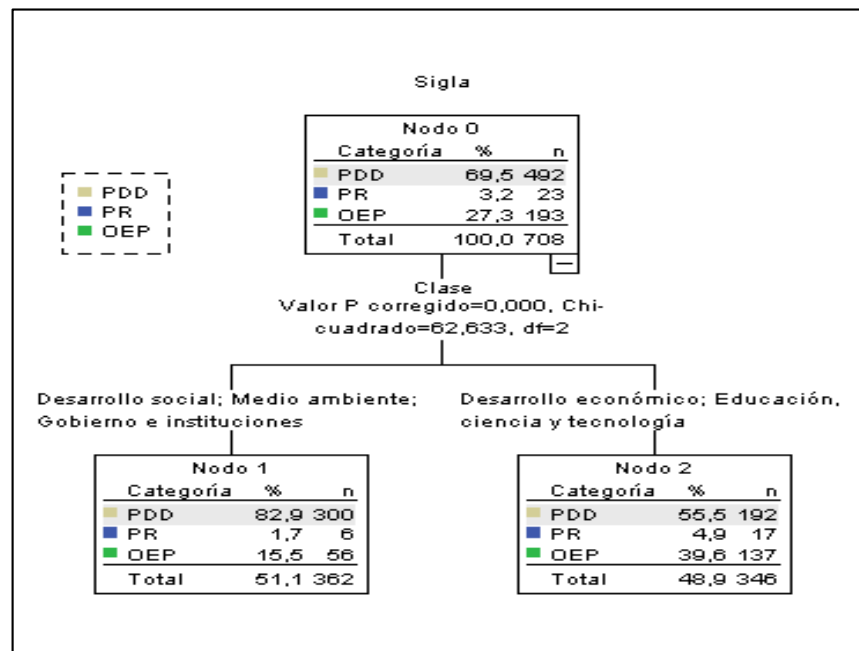 Sigla
Nodo 0
Categoría % n
PDD 69,5 492
PR 3,2 23
OEP 27,3 193
Total 100,0 708
PDD
PR
OEP
Clase
Valor P corregido=0,000, Chi-
cuadrado=62,633, df=2
Desarrollo social; Medio ambiente;
Gobierno e instituciones
Desarrollo económico; Educación,
ciencia y tecnología
Nodo 1
Categoría % n
PDD 82,9 300
PR 1,7 6
OEP 15,5 56
Total 51,1 362
Nodo 2
Categoría % n
PDD 55,5 192
PR 4,9 17
OEP 39,6 137
Total 48,9 346